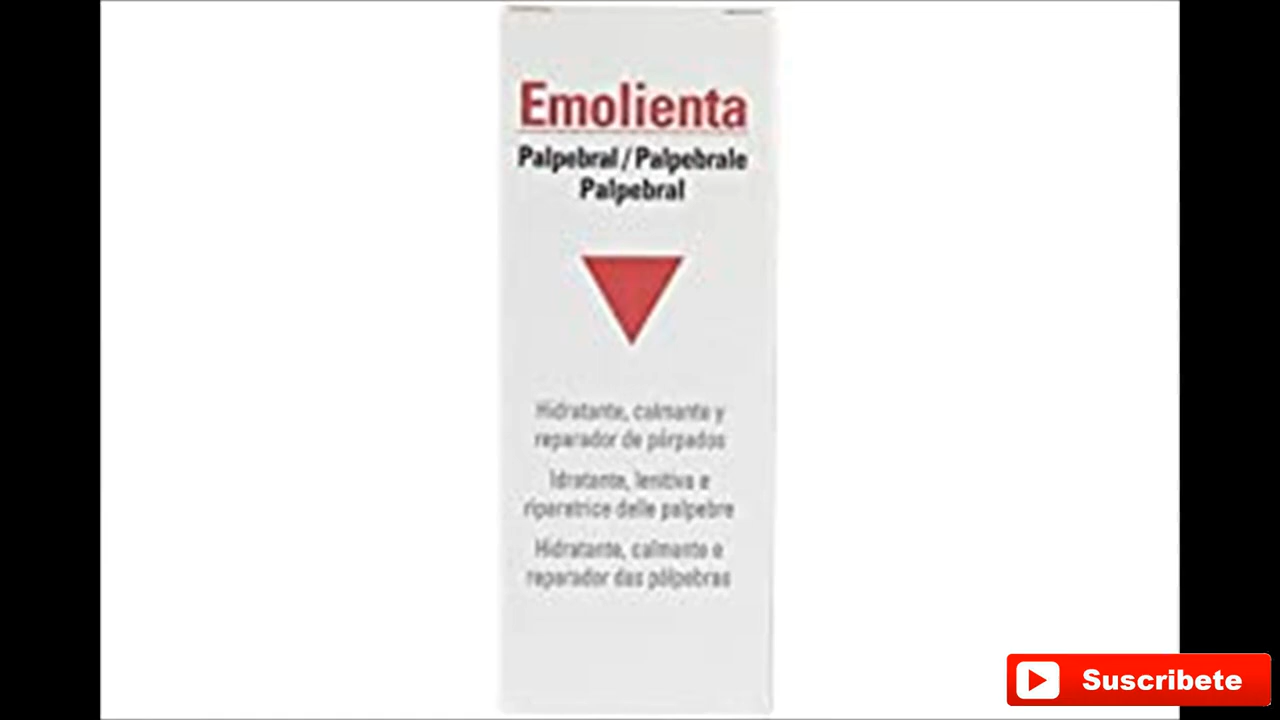 Emolienta
Palpebral / Palpebrale
Palpebral
Hidratante, calmante y
reparador de párpados
Idratante, lenitiva e
riparatrice delle palpebre
Hidratante, calmante e
reparador das pálpebras
Suscribete